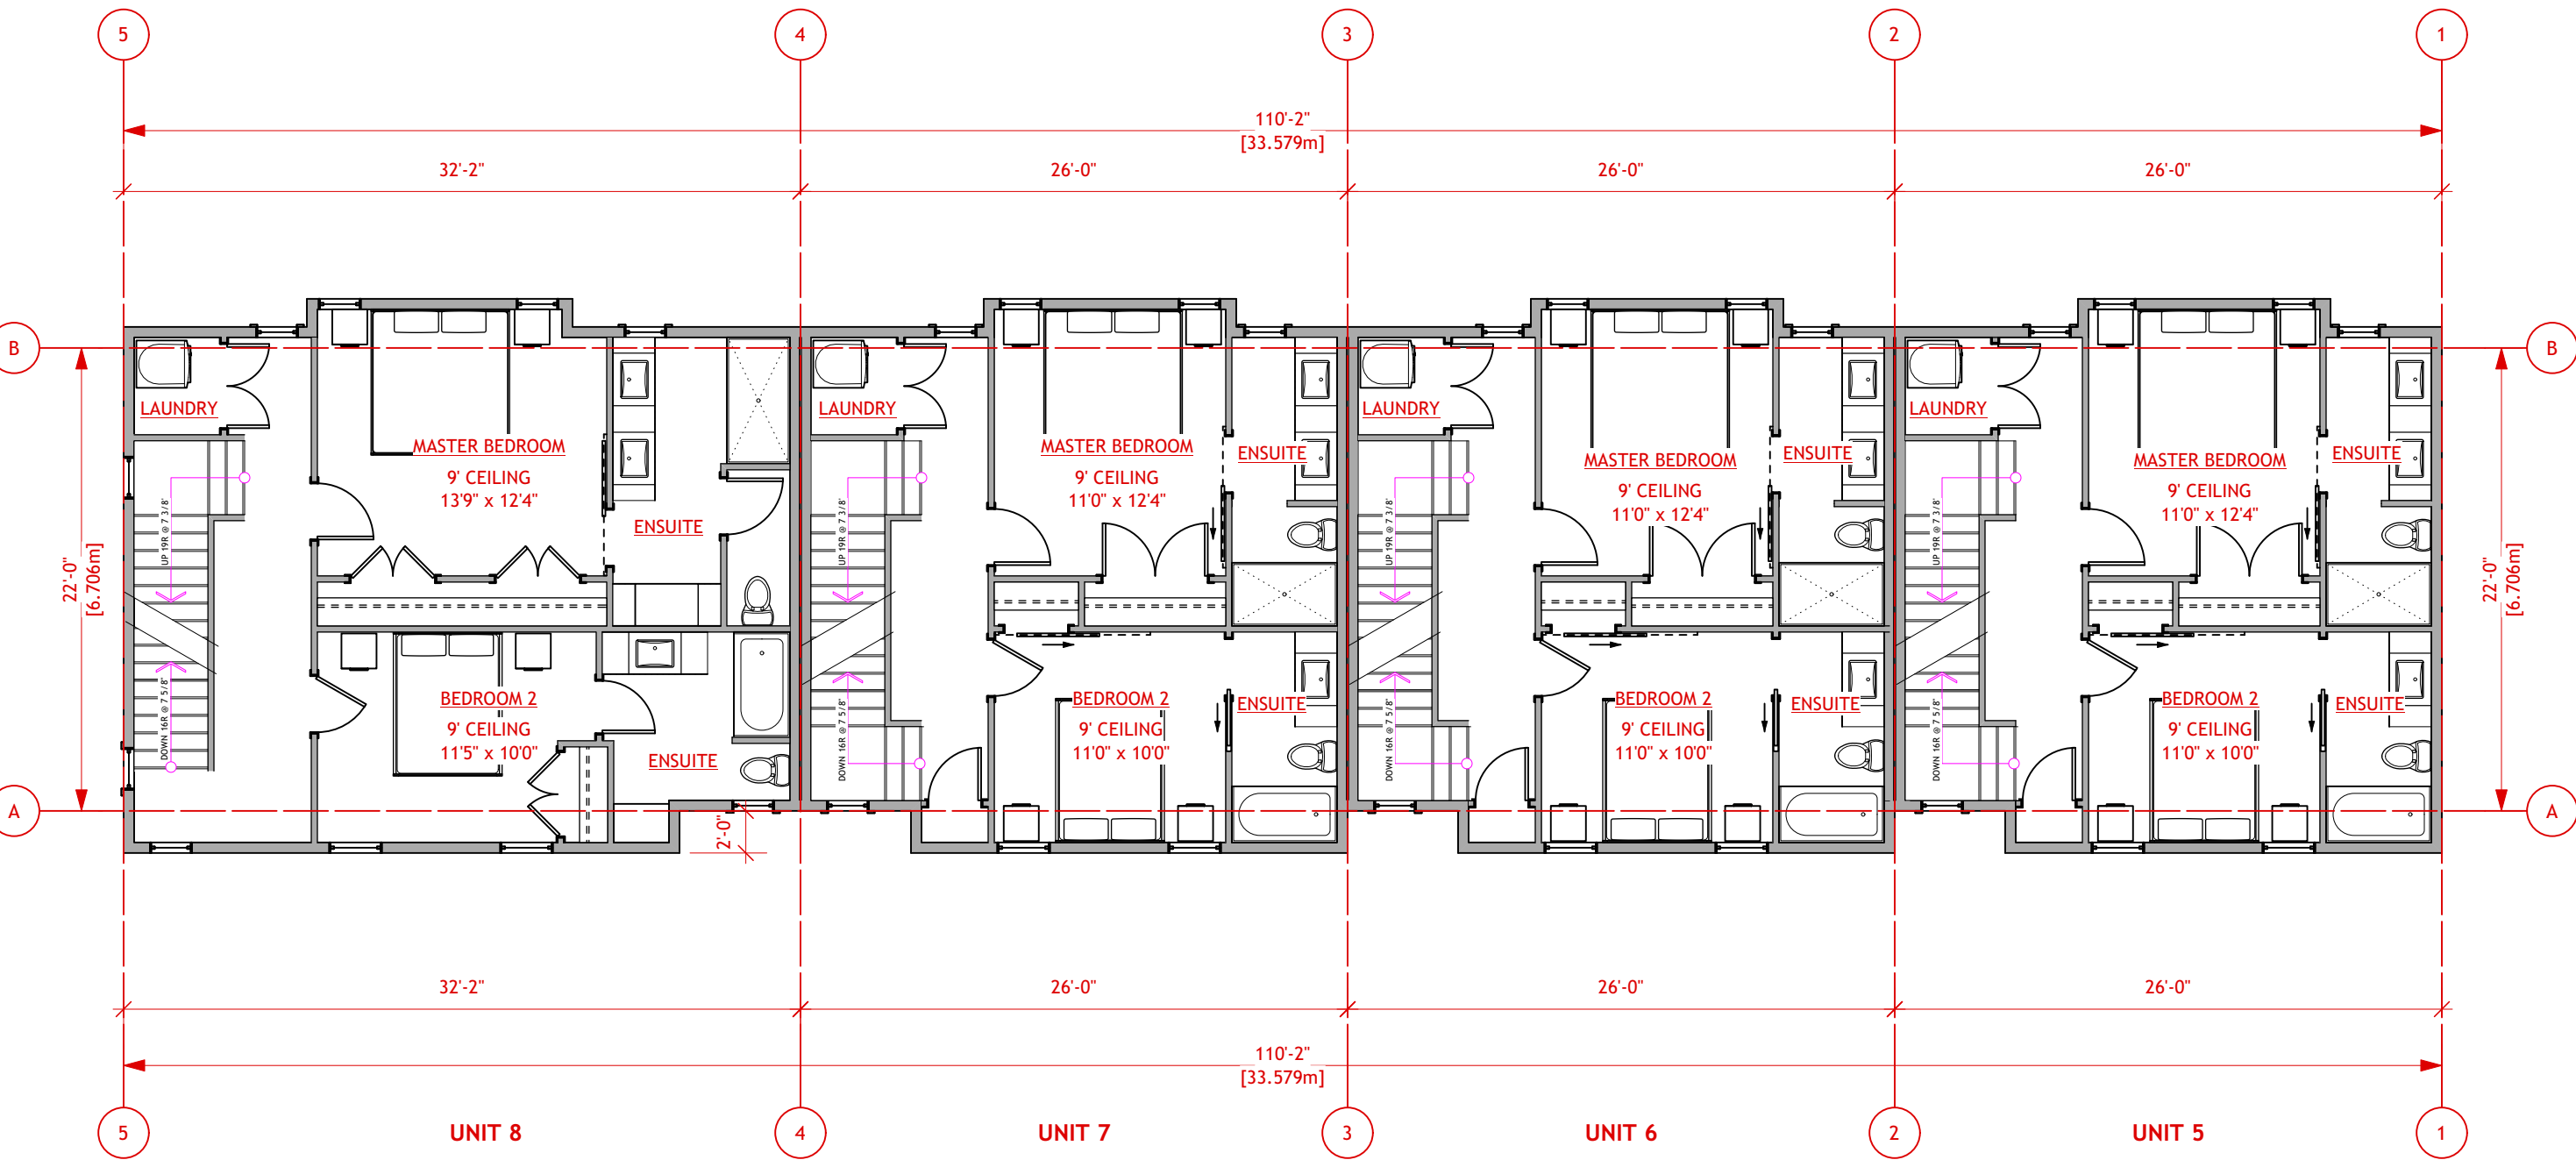 5
4
3
2
1
110'-2"
[33.579m]
32'-2"
26'-0"
26'-0"
26'-0"
B
B
LAUNDRY
LAUNDRY
LAUNDRY
LAUNDRY
MASTER BEDROOM
9' CEILING
13'9" x 12'4"
ENSUITE
MASTER BEDROOM
9' CEILING
11'0" x 12'4"
ENSUITE
MASTER BEDROOM
9' CEILING
11'0" x 12'4"
ENSUITE
MASTER BEDROOM
9' CEILING
11'0" x 12'4"
ENSUITE
UP 19R @ 7 3/8'
UP 19R @ 7 3/8'
UP 19R @ 7 3/8'
UP 19R @ 7 3/8'
22'-0"
[6.706m]
22'-0"
[6.706m]
DOWN 16R @ 7 5/8'
DOWN 16R @ 7 5/8'
DOWN 16R @ 7 5/8'
DOWN 16R @ 7 5/8'
BEDROOM 2
9' CEILING
11'5" x 10'0"
ENSUITE
BEDROOM 2
9' CEILING
11'0" x 10'0"
ENSUITE
BEDROOM 2
9' CEILING
11'0" x 10'0"
ENSUITE
BEDROOM 2
9' CEILING
11'0" x 10'0"
ENSUITE
A
A
2'-0"
32'-2"
26'-0"
26'-0"
26'-0"
110'-2"
[33.579m]
5
UNIT 8
4
UNIT 7
3
UNIT 6
2
UNIT 5
1